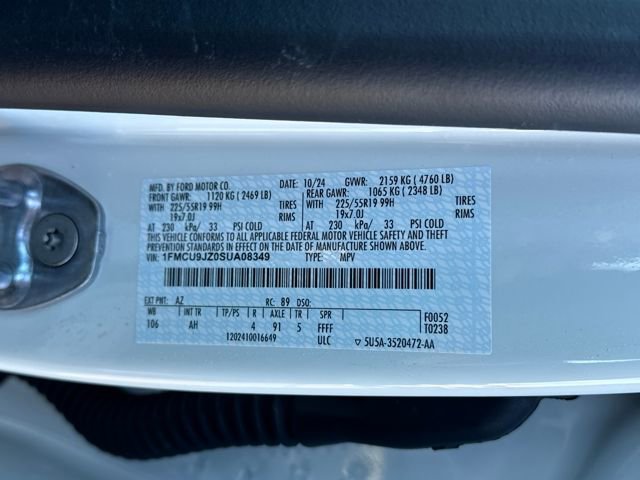 MFD. BY FORD MOTOR CO. 10/24 GVWR: 2159 KG ( 4760 LB)
FRONT GAWR: 1120 KG ( 2469 LB) REAR GAWR: 1065 KG ( 2348 LB)
WITH 225/55R19 99H TIRES WITH 225/55R19 99H TIRES
19x7.0J RIMS 19x7.0J RIMS
AT 230 kPa/ 33 PSI COLD AT 230 kPa/ 33 PSI COLD
THIS VEHICLE CONFORMS TO ALL APPLICABLE FEDERAL MOTOR VEHICLE SAFETY AND THEFT
PREVENTION STANDARDS IN EFFECT ON THE DATE OF MANUFACTURE SHOWN ABOVE.
VIN: 1FMCU9JZ0SUA08349 TYPE: MPV
EXT PNT: AZ RC: 89 DSO: F0052
WB INT TR TP/PS R AXLE TR SPR T0238
106 AH 4 91 5 FFFF
1202410016649 ULC 5U5A-3520472-AA